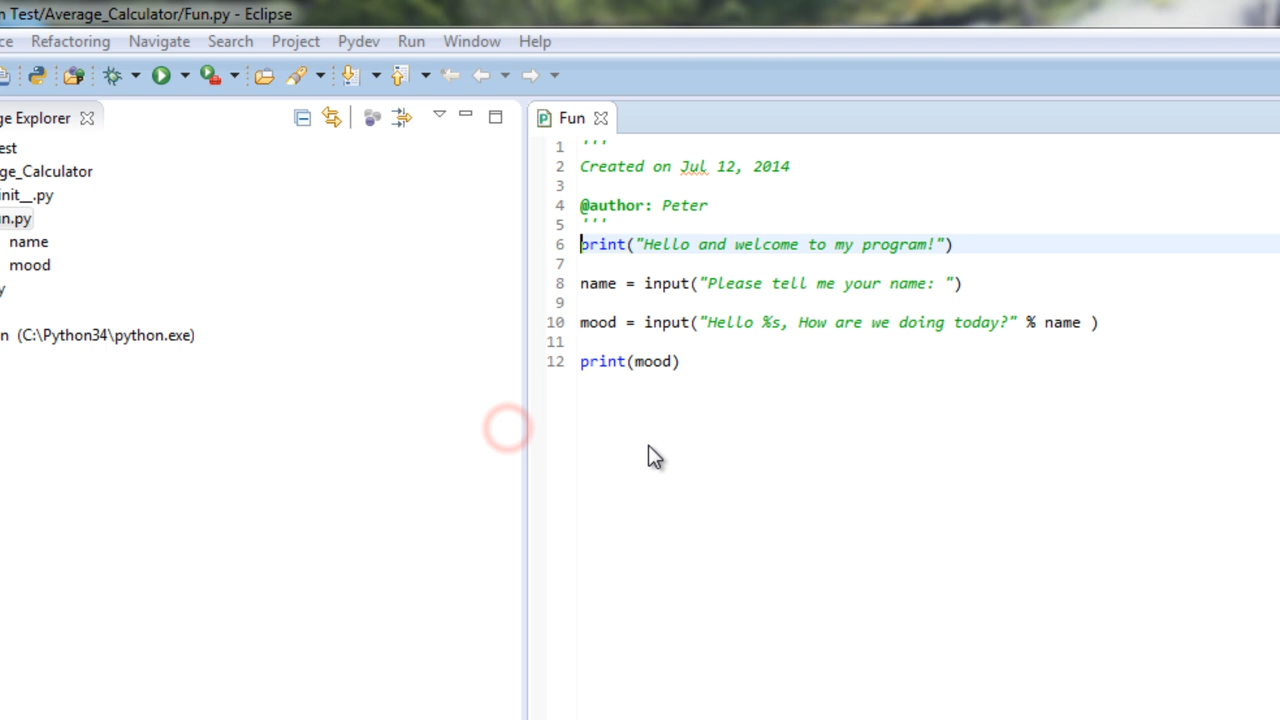 n Test/Average_Calculator/Fun.py - Eclipse
ce Refactoring Navigate Search Project Pydev Run Window Help
ge Explorer
Fun
est
ge_Calculator
init__.py
un.py
name
mood
y
n (C:\Python34\python.exe)
1 '''
2 Created on Jul 12, 2014
3
4 @author: Peter
5 '''
6 print("Hello and welcome to my program!")
7
8 name = input("Please tell me your name: ")
9
10 mood = input("Hello %s, How are we doing today?" % name )
11
12 print(mood)